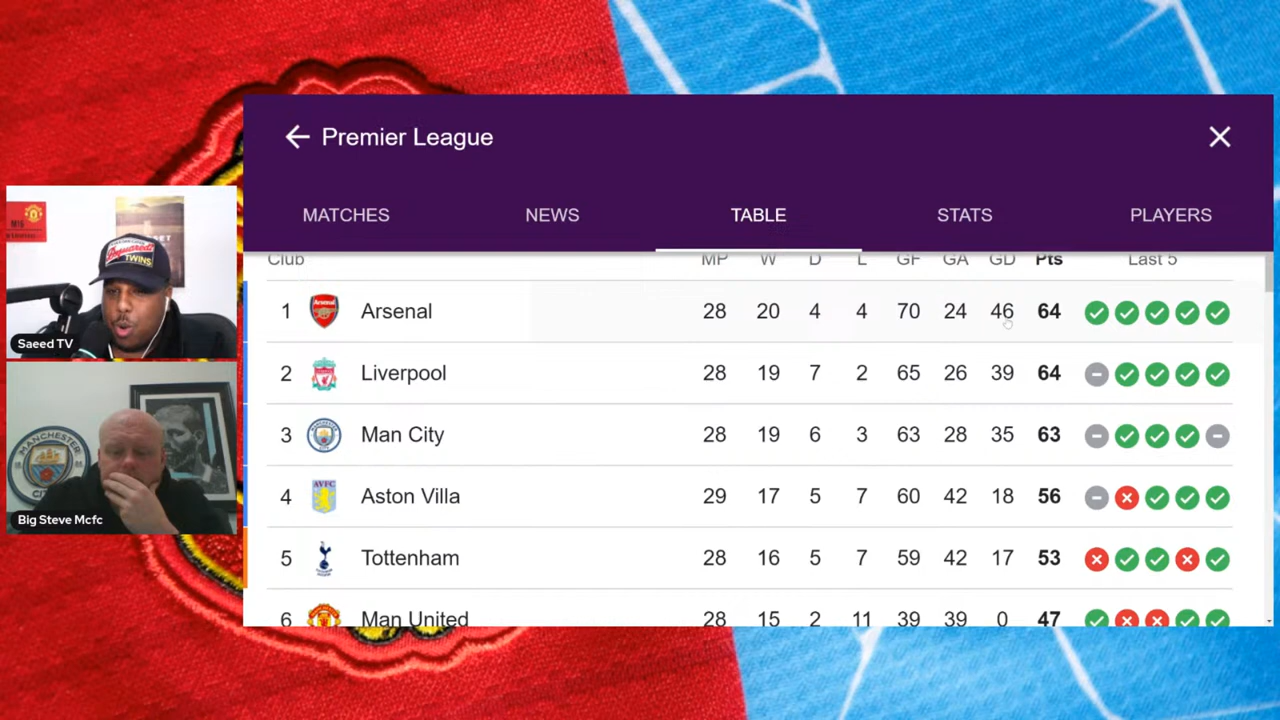 Premier League
MATCHES NEWS TABLE STATS PLAYERS
Club MP W D L GF GA GD Pts Last 5
1 Arsenal 28 20 4 4 70 24 46 64
2 Liverpool 28 19 7 2 65 26 39 64
3 Man City 28 19 6 3 63 28 35 63
4 Aston Villa 29 17 5 7 60 42 18 56
5 Tottenham 28 16 5 7 59 42 17 53
6 Man United 28 15 2 11 39 39 0 47
Saeed TV
Big Steve Mcfc
Arsenal
AVFC
MANCHESTER
TWINS